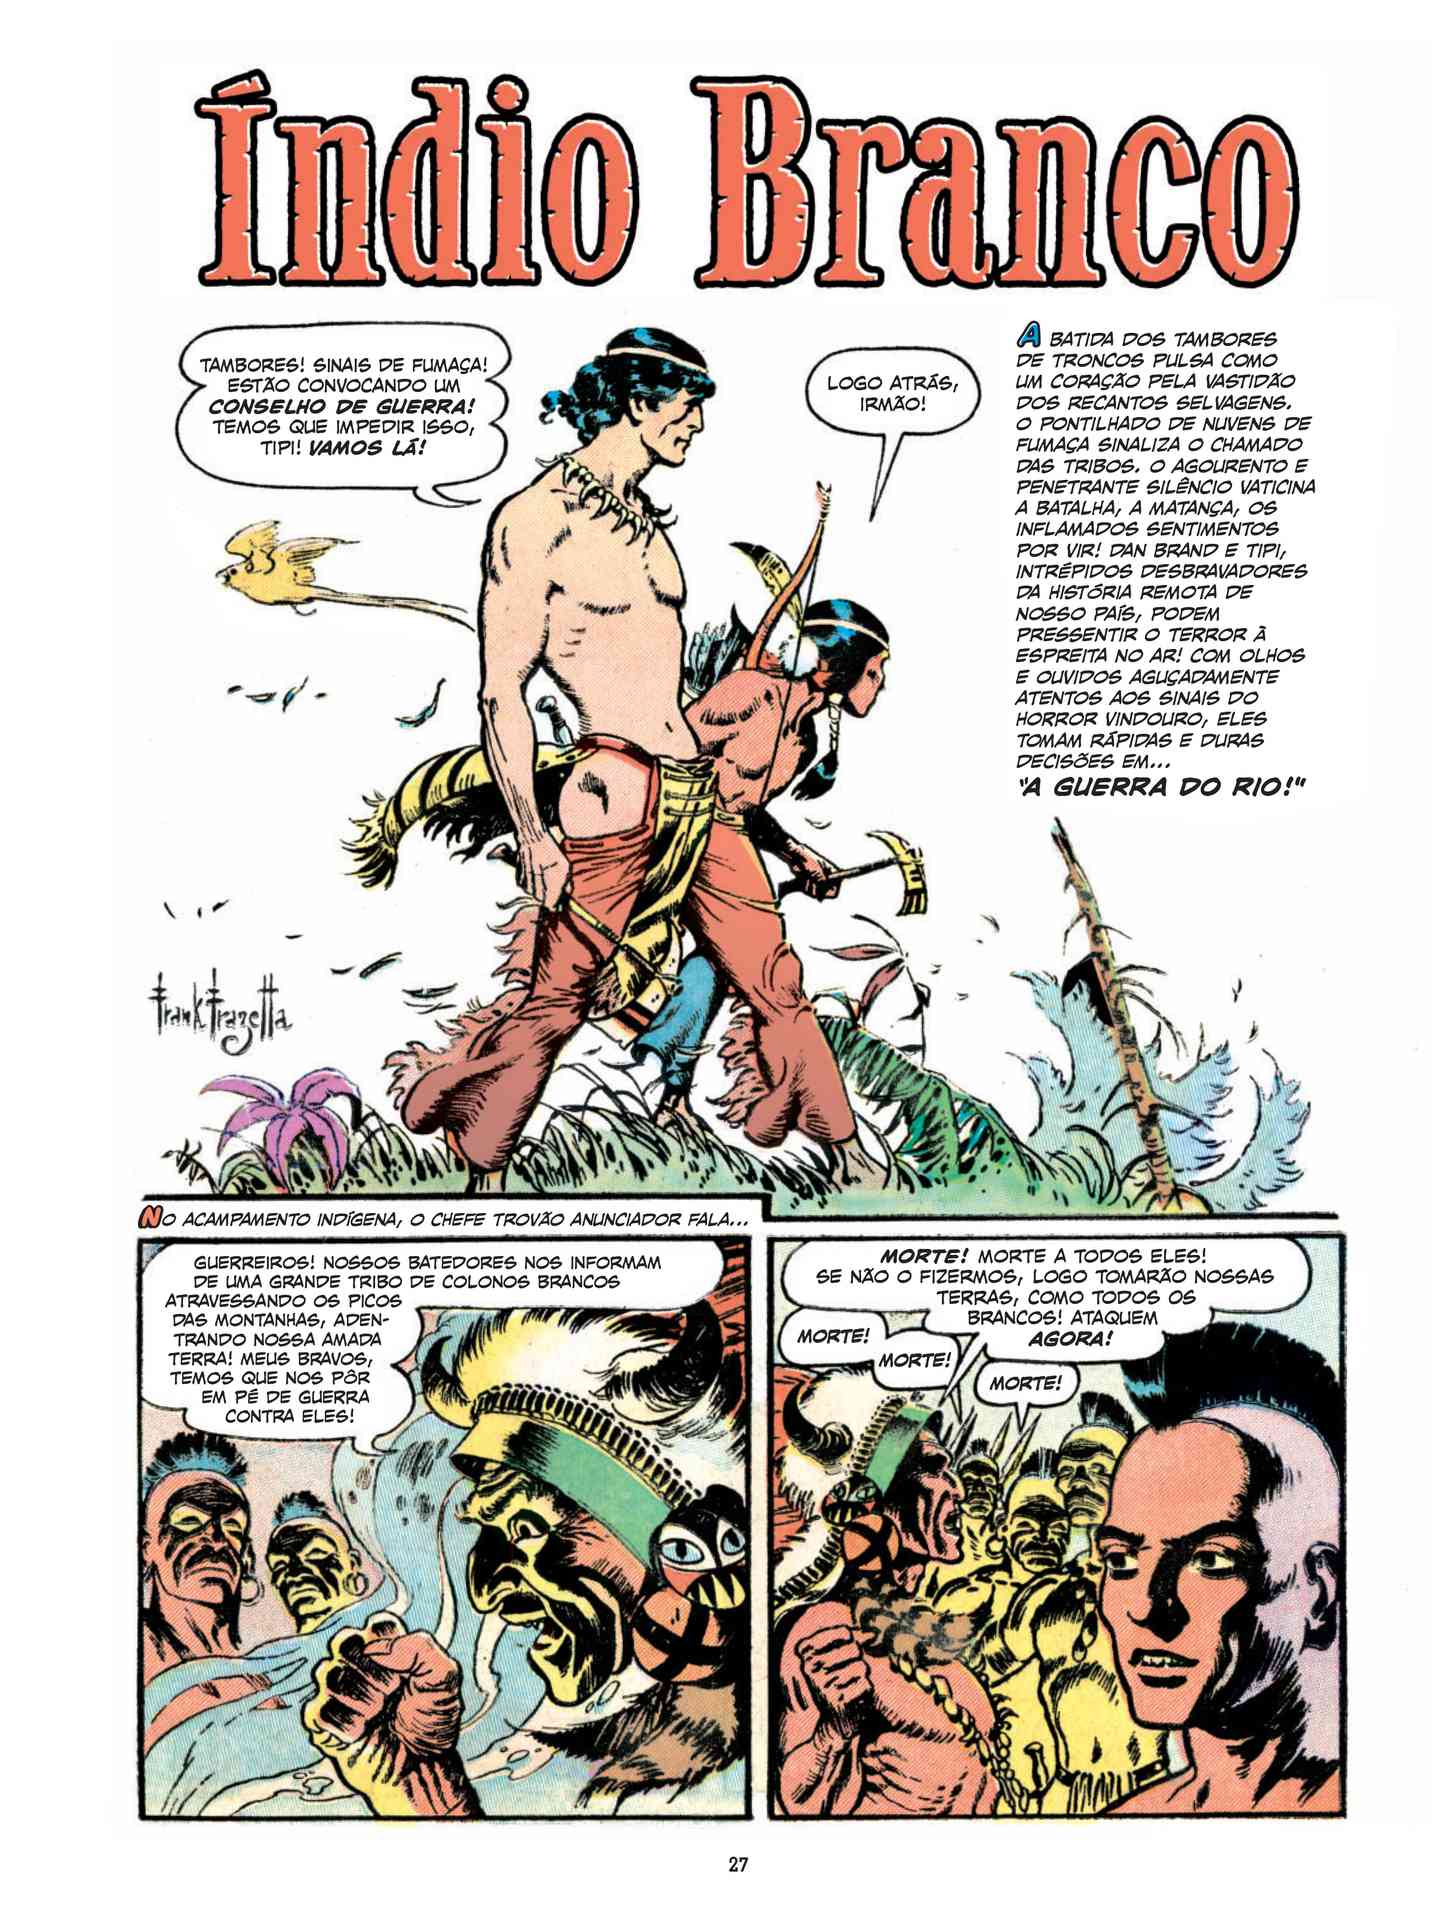 Índio Branco
TAMBORES! SINAIS DE FUMAÇA!
ESTÃO CONVOCANDO UM
CONSELHO DE GUERRA!
TEMOS QUE IMPEDIR ISSO,
TIPI! VAMOS LÁ!
LOGO ATRÁS,
IRMÃO!
A BATIDA DOS TAMBORES
DE TRONCOS PULSA COMO
UM CORAÇÃO PELA VASTIDÃO
DOS RECANTOS SELVAGENS.
O PONTILHADO DE NUVENS DE
FUMAÇA SINALIZA O CHAMADO
DAS TRIBOS. O AGOURENTO E
PENETRANTE SILÊNCIO VATICINA
A BATALHA, A MATANÇA, OS
INFLAMADOS SENTIMENTOS
POR VIR! DAN BRAND E TIPI,
INTRÉPIDOS DESBRAVADORES
DA HISTÓRIA REMOTA DE
NOSSO PAÍS, PODEM
PRESSENTIR O TERROR À
ESPREITA NO AR! COM OLHOS
E OUVIDOS AGUÇADAMENTE
ATENTOS AOS SINAIS DO
HORROR VINDOURO, ELES
TOMAM RÁPIDAS E DURAS
DECISÕES EM...
"A GUERRA DO RIO!"
Frank Frazetta
NO ACAMPAMENTO INDÍGENA, O CHEFE TROVÃO ANUNCIADOR FALA...
GUERREIROS! NOSSOS BATEDORES NOS INFORMAM
DE UMA GRANDE TRIBO DE COLONOS BRANCOS
ATRAVESSANDO OS PICOS
DAS MONTANHAS, ADEN-
TRANDO NOSSA AMADA
TERRA! MEUS BRAVOS,
TEMOS QUE NOS PÔR
EM PÉ DE GUERRA
CONTRA ELES!
MORTE! MORTE A TODOS ELES!
SE NÃO O FIZERMOS, LOGO TOMARÃO NOSSAS
TERRAS, COMO TODOS OS
BRANCOS! ATAQUEM
AGORA!
MORTE!
MORTE!
MORTE!
27